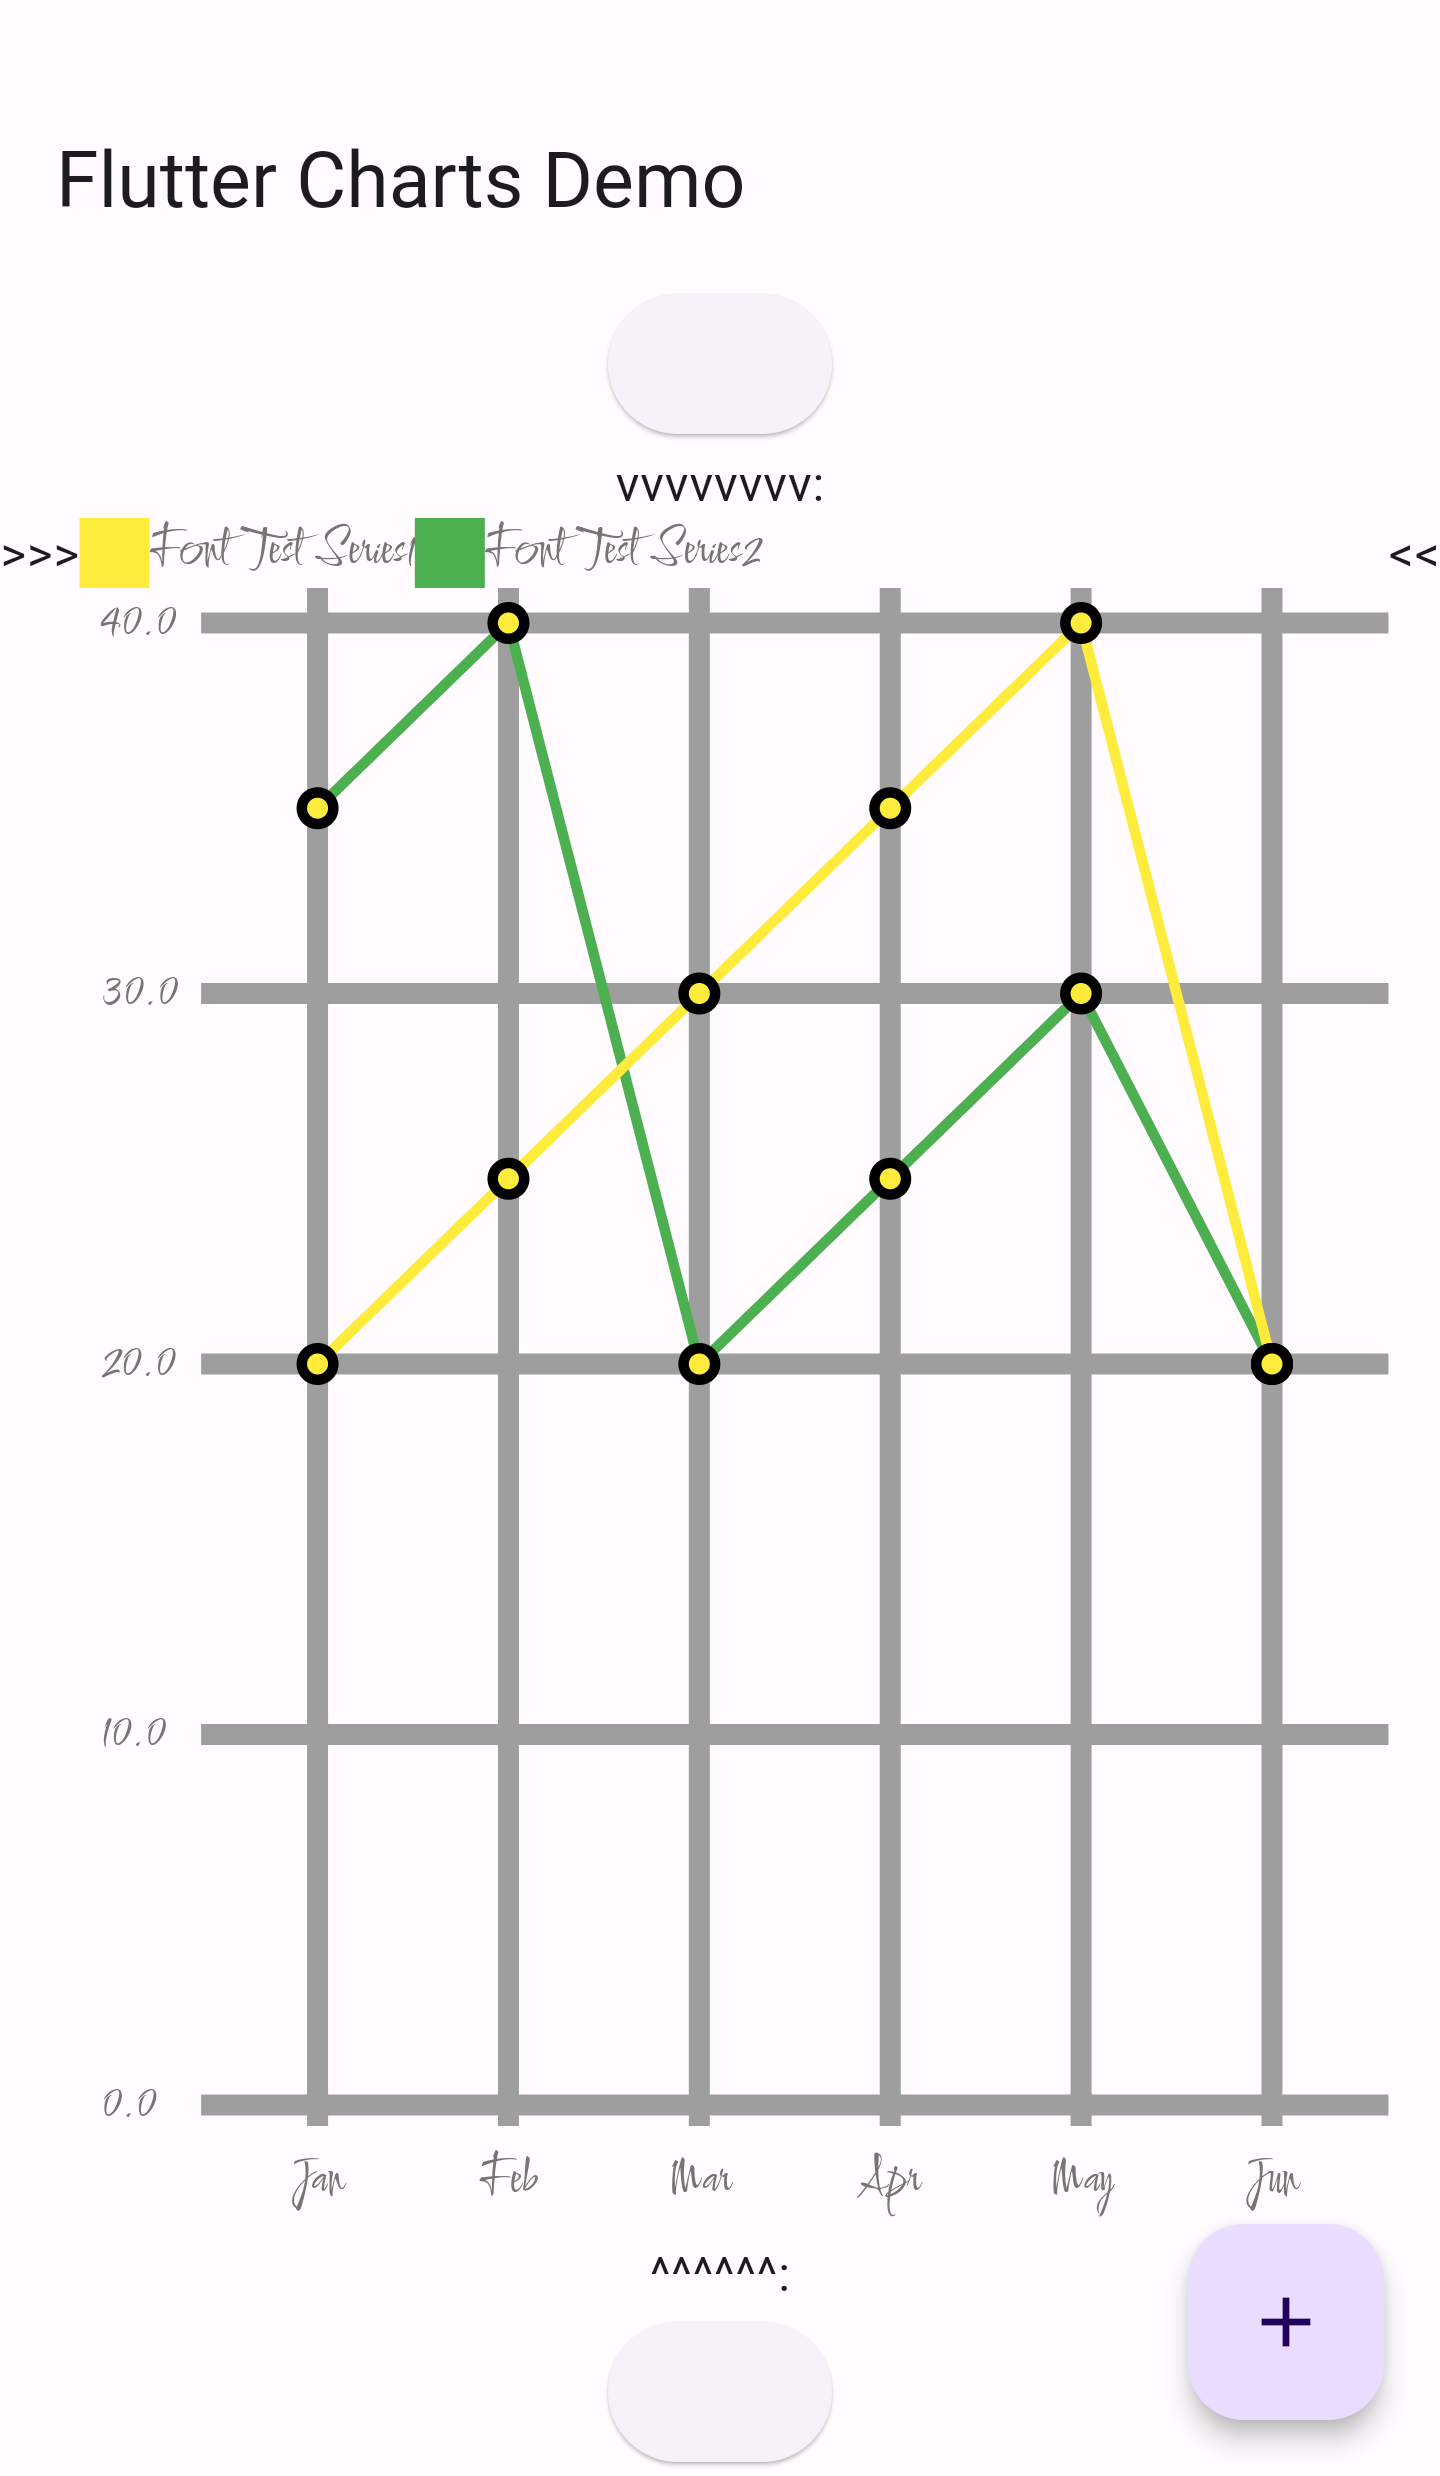 Flutter Charts Demo
vvvvvvvv:
>>> Font Test Series1 Font Test Series2 <<
40.0
30.0
20.0
10.0
0.0
Jan Feb Mar Apr May Jun
^^^^^^:
+